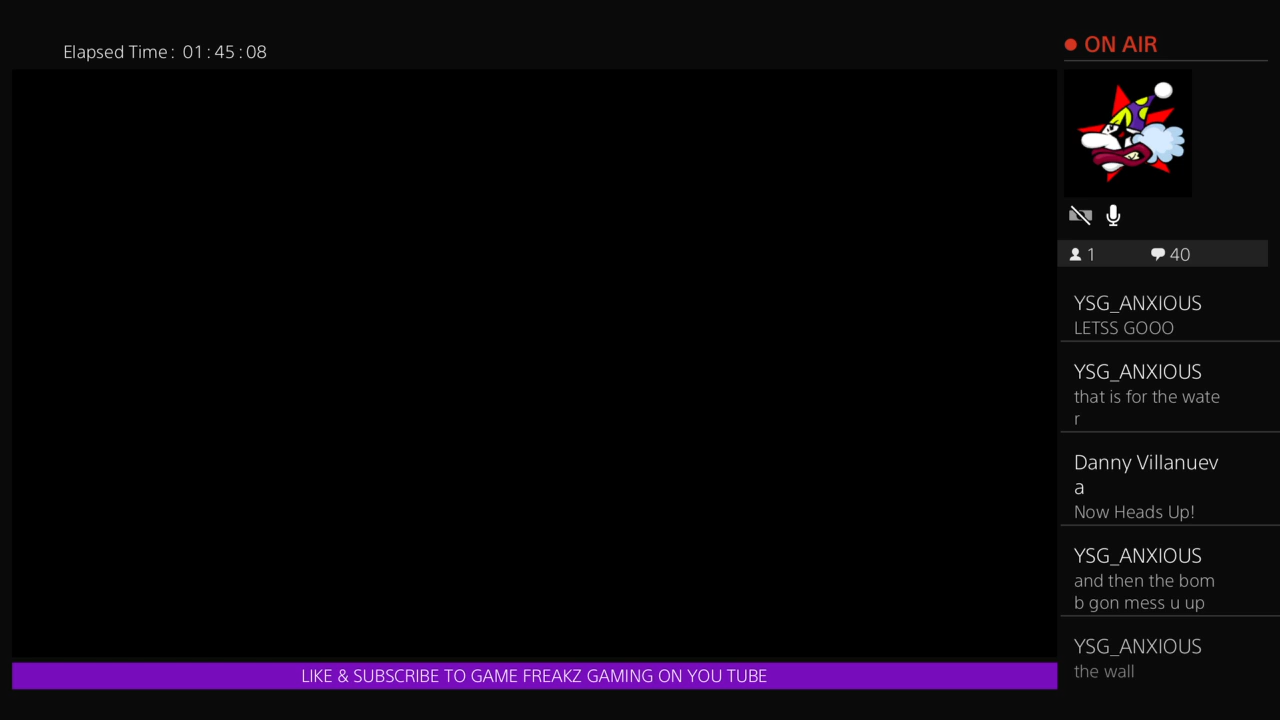 Elapsed Time: 01:45:08
ON AIR
1 40
YSG_ANXIOUS
LETSS GOOO
YSG_ANXIOUS
that is for the wate
r
Danny Villanuev
a
Now Heads Up!
YSG_ANXIOUS
and then the bom
b gon mess u up
YSG_ANXIOUS
the wall
LIKE & SUBSCRIBE TO GAME FREAKZ GAMING ON YOU TUBE